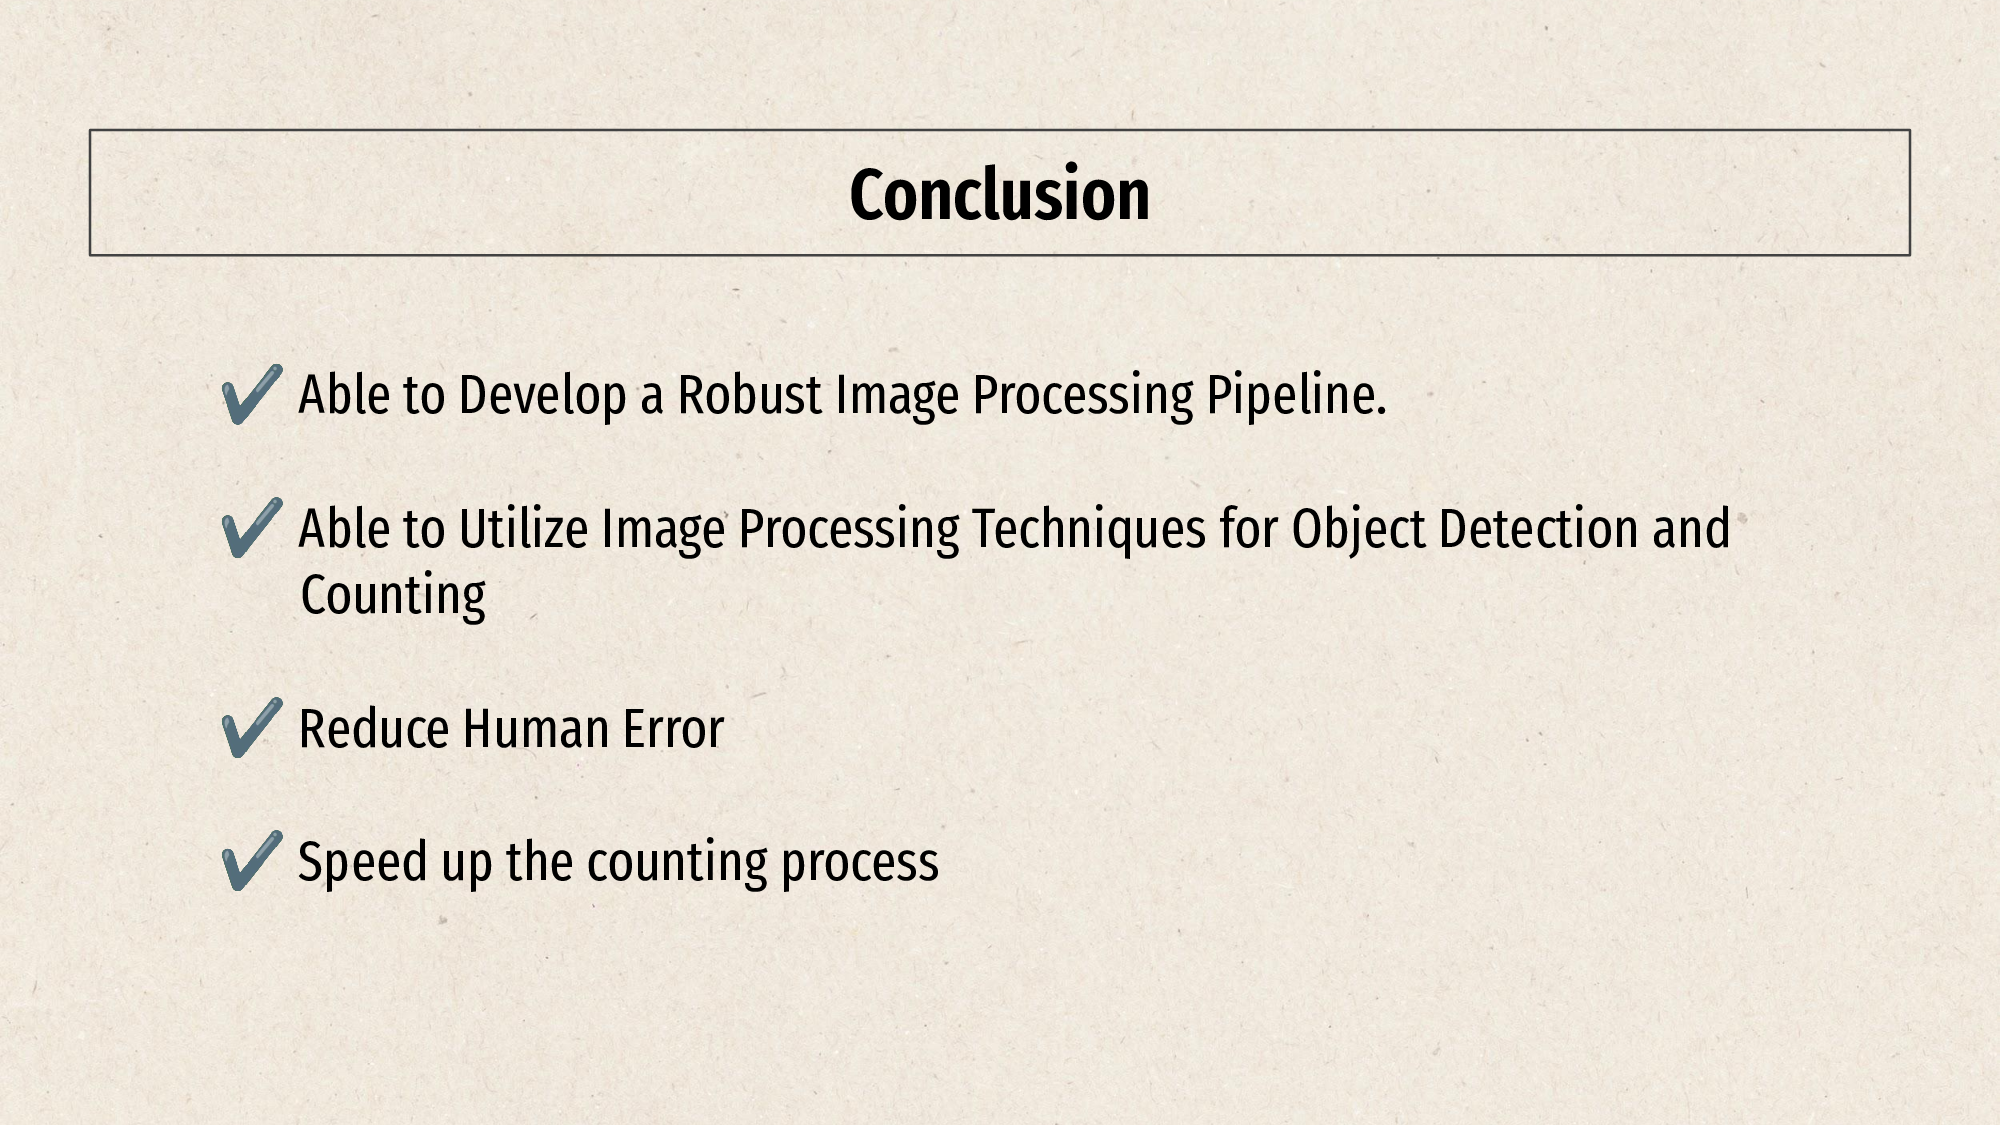 Conclusion
✔ Able to Develop a Robust Image Processing Pipeline.
✔ Able to Utilize Image Processing Techniques for Object Detection and
Counting
✔ Reduce Human Error
✔ Speed up the counting process